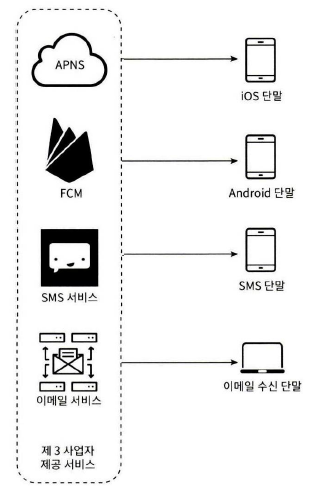 APNS
iOS 단말
FCM
Android 단말
SMS 서비스
SMS 단말
이메일 서비스
이메일 수신 단말
제 3 사업자
제공 서비스